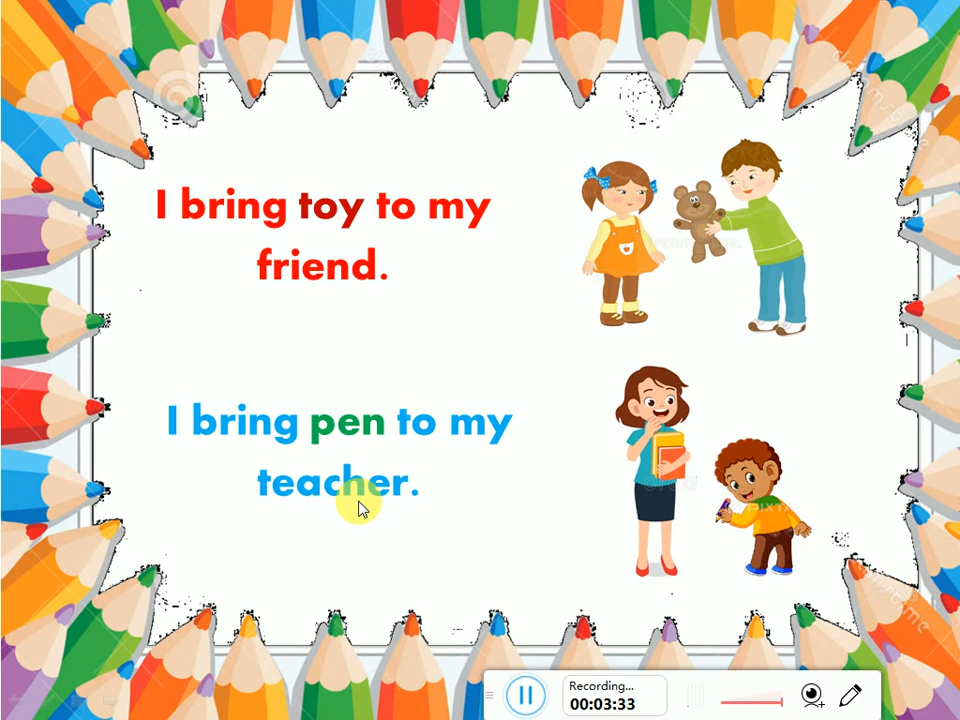 I bring toy to my
friend.
I bring pen to my
teacher.
Recording...
00:03:33